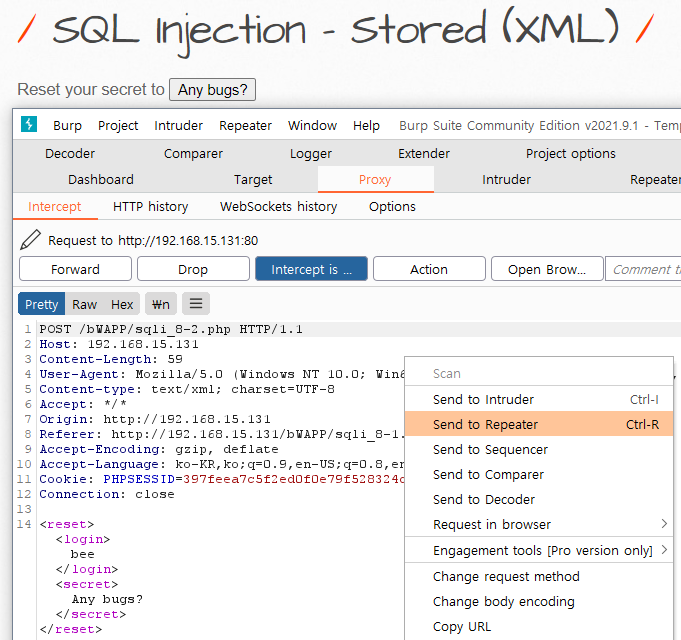 / SQL Injection - Stored (XML) /
Reset your secret to Any bugs?
Burp Project Intruder Repeater Window Help Burp Suite Community Edition v2021.9.1 - Temp
Decoder Comparer Logger Extender Project options
Dashboard Target Proxy Intruder Repeater
Intercept HTTP history WebSockets history Options
Request to http://192.168.15.131:80
Forward Drop Intercept is ... Action Open Brow... Comment th
Pretty Raw Hex \n
1 POST /bWAPP/sqli_8-2.php HTTP/1.1
2 Host: 192.168.15.131
3 Content-Length: 59
4 User-Agent: Mozilla/5.0 (Windows NT 10.0; Win6
5 Content-type: text/xml; charset=UTF-8
6 Accept: */*
7 Origin: http://192.168.15.131
8 Referer: http://192.168.15.131/bWAPP/sqli_8-1.
9 Accept-Encoding: gzip, deflate
10 Accept-Language: ko-KR,ko;q=0.9,en-US;q=0.8,en
11 Cookie: PHPSESSID=397feea7c5f2ed0f0e79f528324c
12 Connection: close
13
14 <reset>
<login>
bee
</login>
<secret>
Any bugs?
</secret>
</reset>
Scan
Send to Intruder Ctrl-I
Send to Repeater Ctrl-R
Send to Sequencer
Send to Comparer
Send to Decoder
Request in browser >
Engagement tools [Pro version only] >
Change request method
Change body encoding
Copy URL